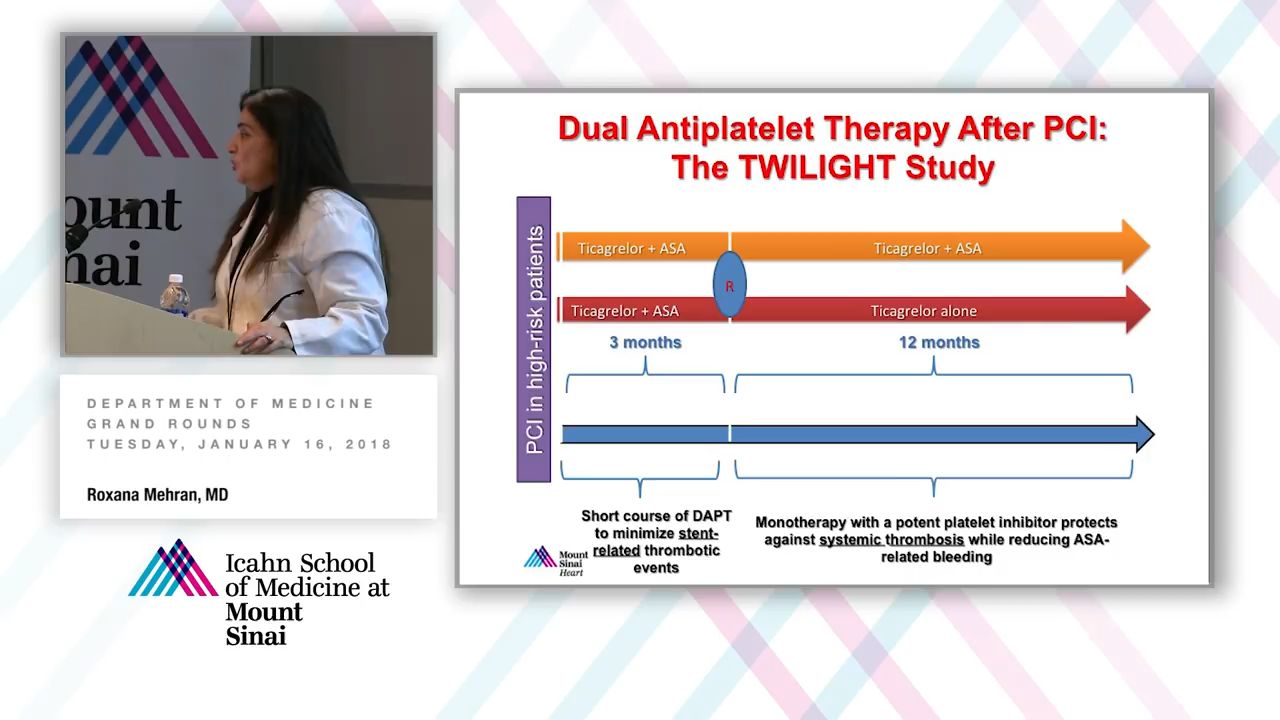 ount
nai
DEPARTMENT OF MEDICINE
GRAND ROUNDS
TUESDAY, JANUARY 16, 2018
Roxana Mehran, MD
Icahn School
of Medicine at
Mount
Sinai
Dual Antiplatelet Therapy After PCI:
The TWILIGHT Study
PCI in high-risk patients
Ticagrelor + ASA
Ticagrelor + ASA
R
Ticagrelor + ASA
Ticagrelor alone
3 months
12 months
Short course of DAPT
to minimize stent-
related thrombotic
events
Monotherapy with a potent platelet inhibitor protects
against systemic thrombosis while reducing ASA-
related bleeding
Mount
Sinai
Heart